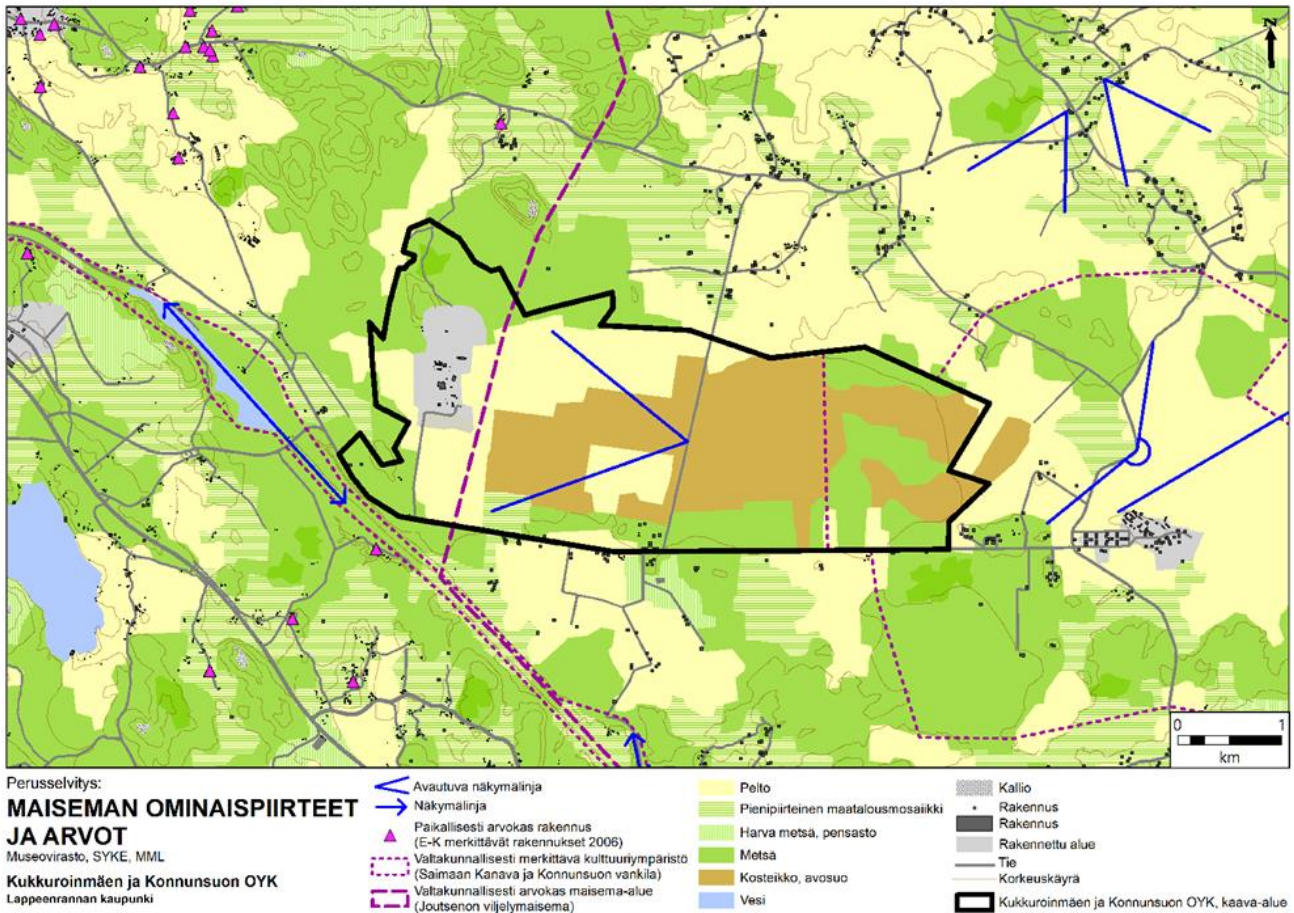 N
0 1
km
Perusselvitys:
MAISEMAN OMINAISPIIRTEET
JA ARVOT
Museovirasto, SYKE, MML
Kukkuroinmäen ja Konnunsuon OYK
Lappeenrannan kaupunki
Avautuva näkymälinja
Näkymälinja
Paikallisesti arvokas rakennus
(E-K merkittävät rakennukset 2006)
Valtakunnallisesti merkittävä kulttuuriympäristö
(Saimaan Kanava ja Konnunsuon vankila)
Valtakunnallisesti arvokas maisema-alue
(Joutsenon viljelymaisema)
Pelto
Pienipiirteinen maatalousmosaiikki
Harva metsä, pensasto
Metsä
Kosteikko, avosuo
Vesi
Kallio
Rakennus
Rakennus
Rakennettu alue
Tie
Korkeuskäyrä
Kukkuroinmäen ja Konnunsuon OYK, kaava-alue